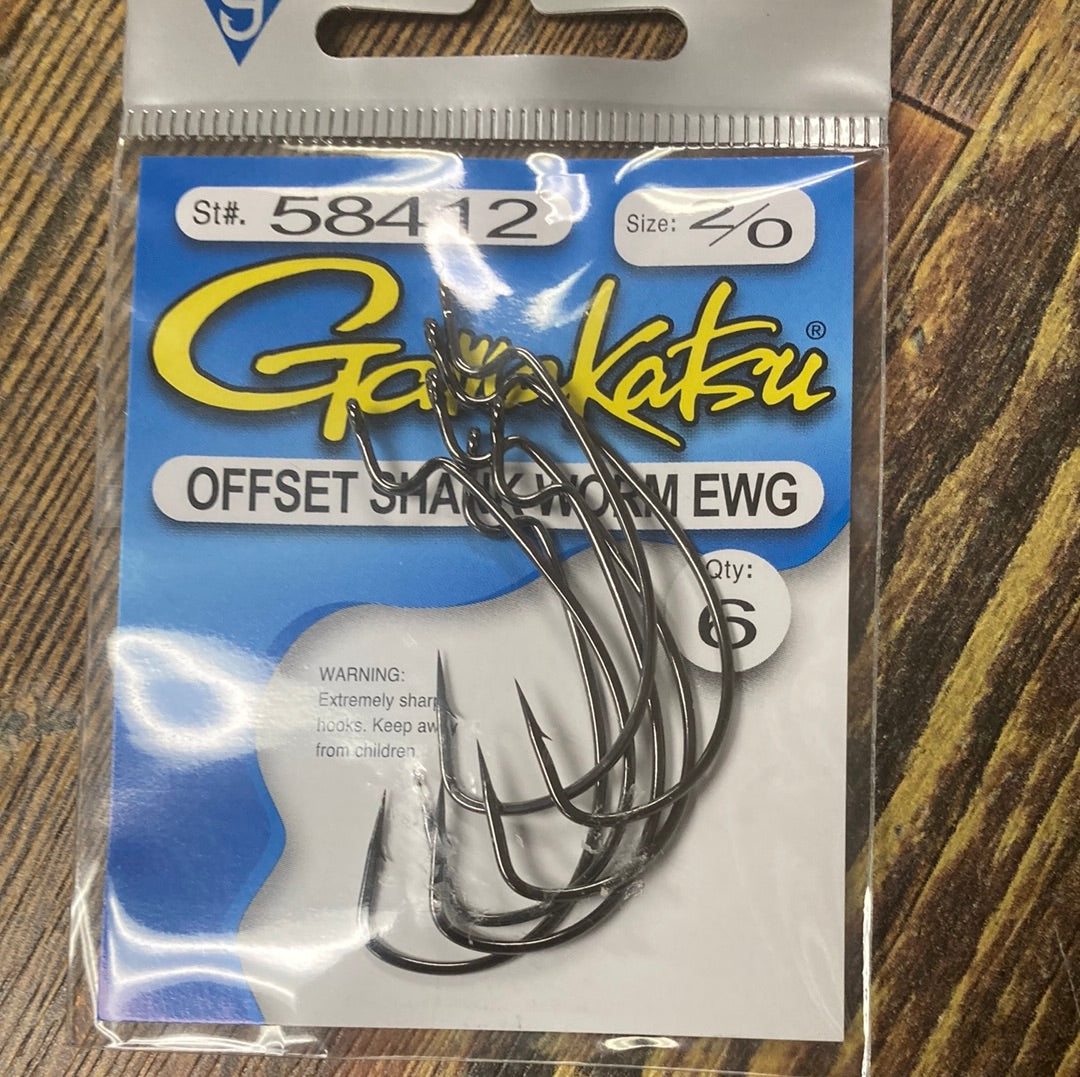 St#. 58412
Size: 2/0
Gamakatsu®
OFFSET SHANK WORM EWG
Qty:
6
WARNING:
Extremely sharp
hooks. Keep away
from children.